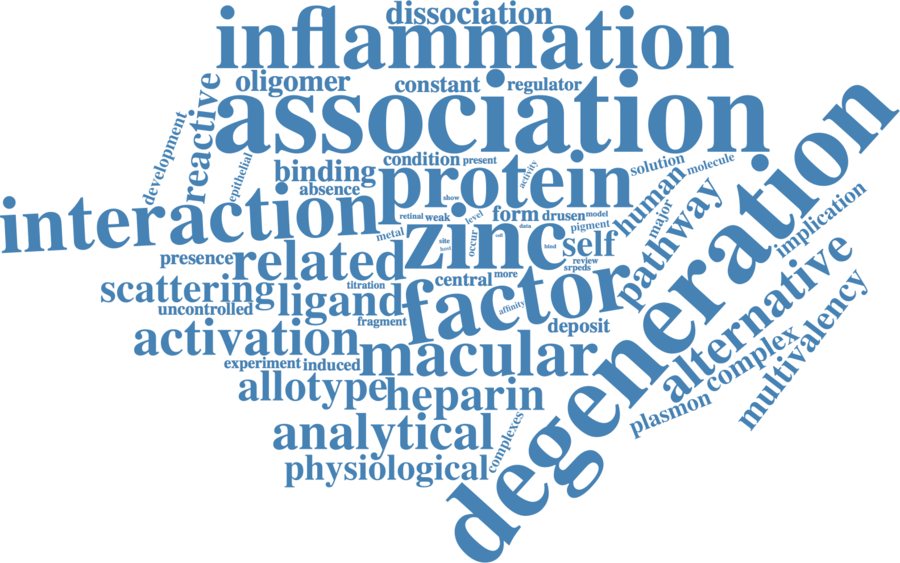 dissociation
inflammation
oligomer
constant
regulator
association
reactive
development
epithelial
binding
condition
present
absence
protein
activity
solution
molecule
show
human
interaction
retinal
weak
level
form
drusen
model
major
pigment
data
metal
zinc
site
occur
cell
bind
self
pathway
degeneration
implication
presence
related
review
srpeds
scattering
titration
central
more
uncontrolled
ligand
factor
affinity
alternative
fragment
deposit
activation
macular
complex
multivalency
experiment
induced
allotype
heparin
plasmon
analytical
complexes
physiological